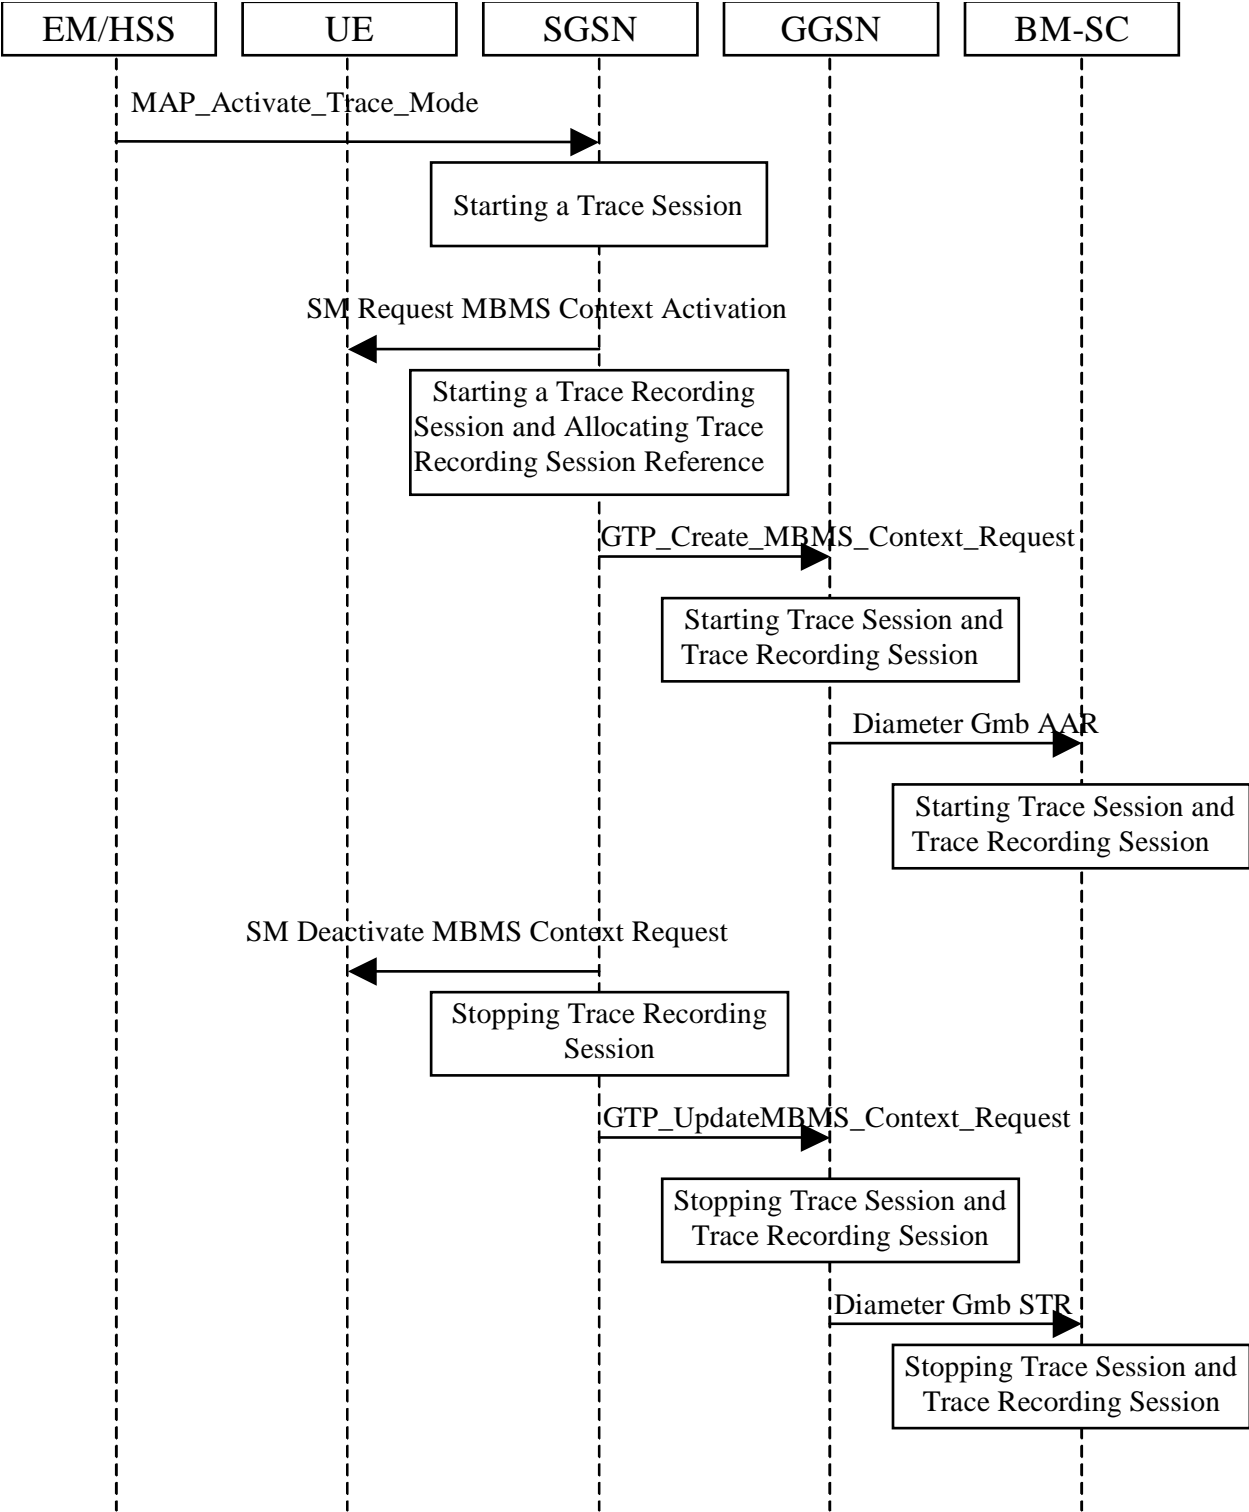 EM/HSS
UE
SGSN
GGSN
BM-SC
MAP_Activate_Trace_Mode
Starting a Trace Session
SM Request MBMS Context Activation
Starting a Trace Recording
Session and Allocating Trace
Recording Session Reference
GTP_Create_MBMS_Context_Request
Starting Trace Session and
Trace Recording Session
Diameter Gmb AAR
Starting Trace Session and
Trace Recording Session
SM Deactivate MBMS Context Request
Stopping Trace Recording
Session
GTP_UpdateMBMS_Context_Request
Stopping Trace Session and
Trace Recording Session
Diameter Gmb STR
Stopping Trace Session and
Trace Recording Session